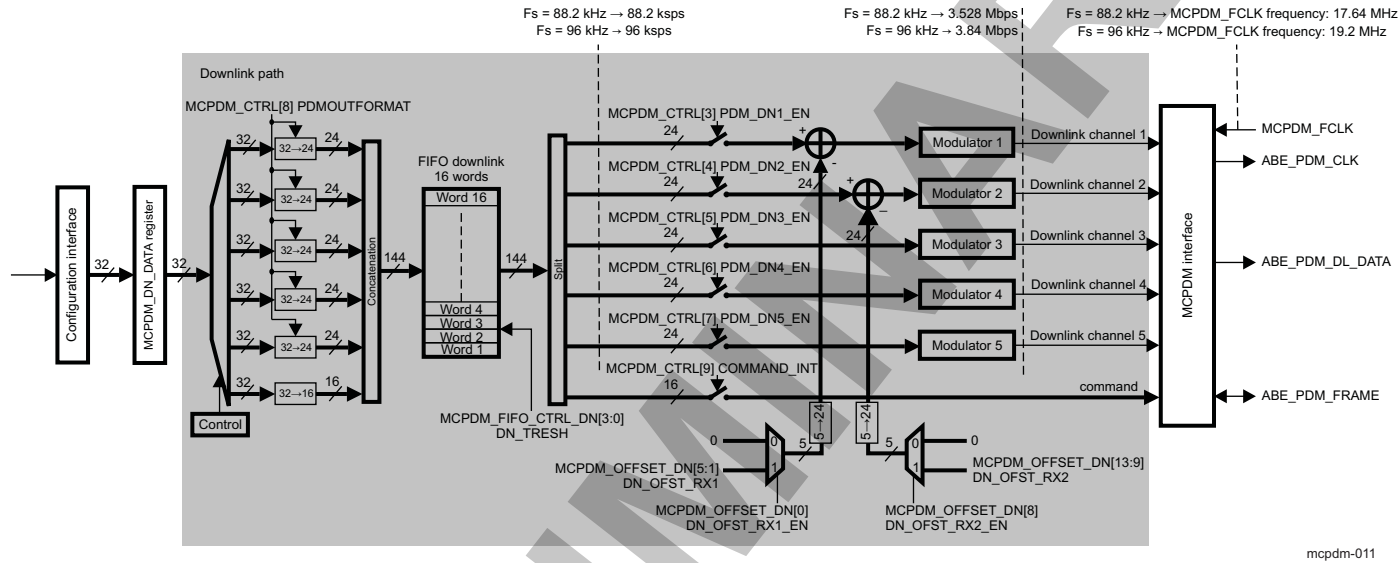 Fs = 88.2 kHz → 88.2 ksps
Fs = 96 kHz → 96 ksps
Fs = 88.2 kHz → 3.528 Mbps
Fs = 96 kHz → 3.84 Mbps
Fs = 88.2 kHz → MCPDM_FCLK frequency: 17.64 MHz
Fs = 96 kHz → MCPDM_FCLK frequency: 19.2 MHz
Downlink path
MCPDM_CTRL[8] PDMOUTFORMAT
Configuration interface
32
MCPDM_DN_DATA register
32
32
32→24
24
32
32→24
24
32
32→24
24
32
32→24
24
32
32→24
24
32
32→16
16
Control
Concatenation
144
FIFO downlink
16 words
Word 16
Word 4
Word 3
Word 2
Word 1
MCPDM_FIFO_CTRL_DN[3:0]
DN_TRESH
144
Split
MCPDM_CTRL[3] PDM_DN1_EN
24
+
-
Modulator 1
Downlink channel 1
MCPDM_CTRL[4] PDM_DN2_EN
24
24
+
–
Modulator 2
Downlink channel 2
MCPDM_CTRL[5] PDM_DN3_EN
24
24
Modulator 3
Downlink channel 3
MCPDM_CTRL[6] PDM_DN4_EN
24
Modulator 4
Downlink channel 4
MCPDM_CTRL[7] PDM_DN5_EN
24
Modulator 5
Downlink channel 5
MCPDM_CTRL[9] COMMAND_INT
16
command
5→24
5→24
0
0
1
5
MCPDM_OFFSET_DN[5:1]
DN_OFST_RX1
MCPDM_OFFSET_DN[0]
DN_OFST_RX1_EN
5
0
1
0
MCPDM_OFFSET_DN[13:9]
DN_OFST_RX2
MCPDM_OFFSET_DN[8]
DN_OFST_RX2_EN
MCPDM interface
MCPDM_FCLK
ABE_PDM_CLK
ABE_PDM_DL_DATA
ABE_PDM_FRAME
mcpdm-011